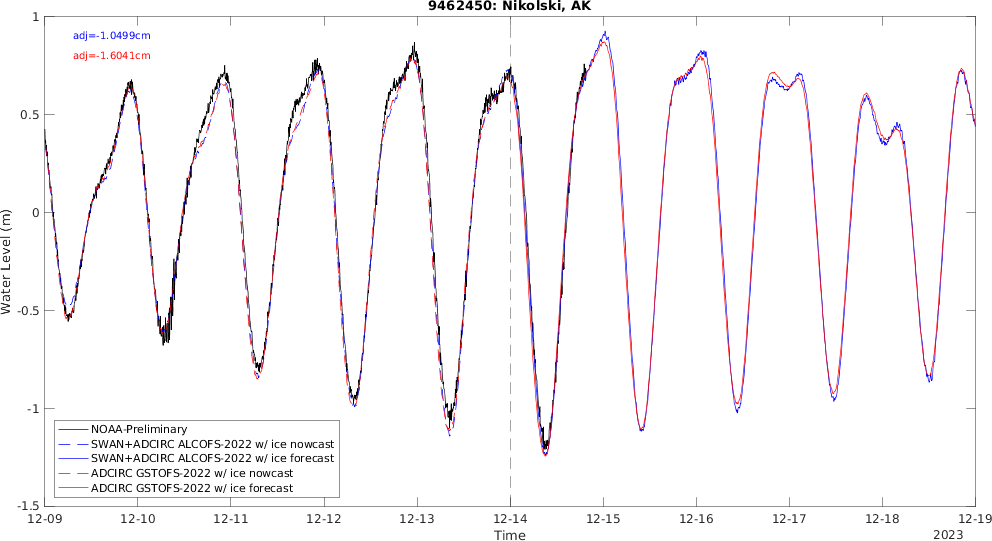 9462450: Nikolski, AK
adj=-1.0499cm
adj=-1.6041cm
Water Level (m)
1
0.5
0
-0.5
-1
-1.5
NOAA-Preliminary
SWAN+ADCIRC ALCOFS-2022 w/ ice nowcast
SWAN+ADCIRC ALCOFS-2022 w/ ice forecast
ADCIRC GSTOFS-2022 w/ ice nowcast
ADCIRC GSTOFS-2022 w/ ice forecast
12-09 12-10 12-11 12-12 12-13 12-14 12-15 12-16 12-17 12-18 12-19
Time
2023